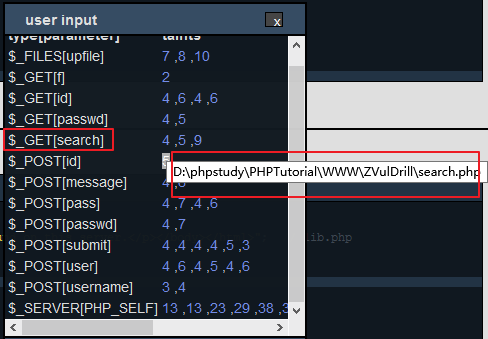 user input x
type[parameter] taints
$_FILES[upfile] 7 ,8 ,10
$_GET[f] 2
$_GET[id] 4 ,6 ,4 ,6
$_GET[passwd] 4 ,5
$_GET[search] 4 ,5 ,9
$_POST[id]
D:\phpstudy\PHPTutorial\WWW\ZVulDrill\search.php
$_POST[message] 4 ,6
$_POST[pass] 4 ,7 ,4 ,6
$_POST[passwd] 4 ,7
$_POST[submit] 4 ,4 ,4 ,4 ,5 ,3
lib.php
$_POST[user] 4 ,6 ,4 ,5 ,4 ,6
$_POST[username] 3 ,4
$_SERVER[PHP_SELF] 13 ,13 ,23 ,29 ,38 ,3